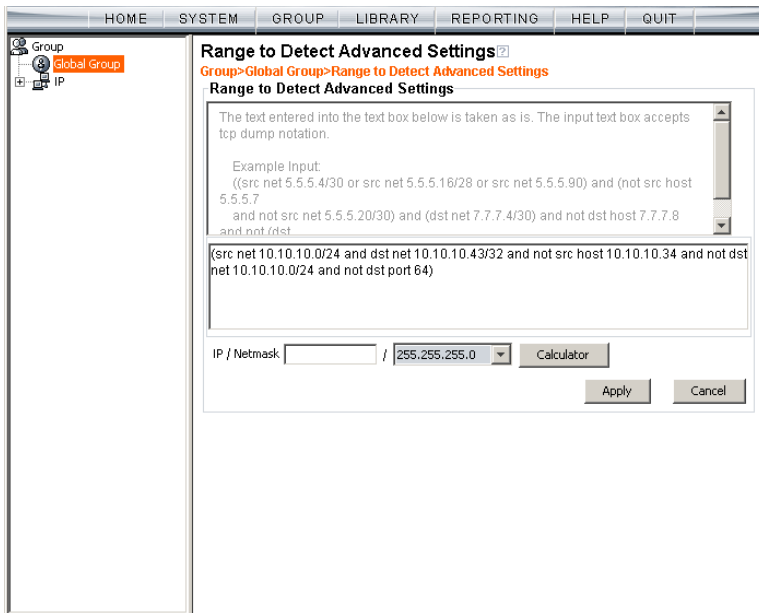 HOME SYSTEM GROUP LIBRARY REPORTING HELP QUIT
Group
Global Group
IP
Range to Detect Advanced Settings?
Group>Global Group>Range to Detect Advanced Settings
Range to Detect Advanced Settings
The text entered into the text box below is taken as is. The input text box accepts
tcp dump notation.
Example Input:
((src net 5.5.5.4/30 or src net 5.5.5.16/28 or src net 5.5.5.90) and (not src host
5.5.5.7
and not src net 5.5.5.20/30) and (dst net 7.7.7.4/30) and not dst host 7.7.7.8
and not (dst
(src net 10.10.10.0/24 and dst net 10.10.10.43/32 and not src host 10.10.10.34 and not dst
net 10.10.10.0/24 and not dst port 64)
IP / Netmask / 255.255.255.0 Calculator
Apply Cancel